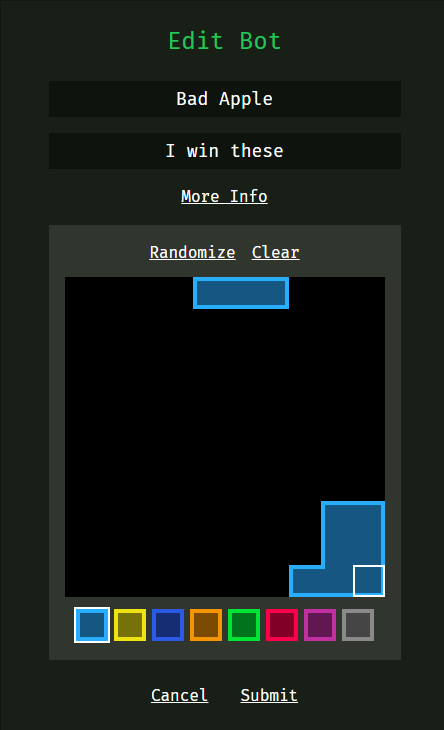 Edit Bot
Bad Apple
I win these
More Info
Randomize Clear
Cancel Submit